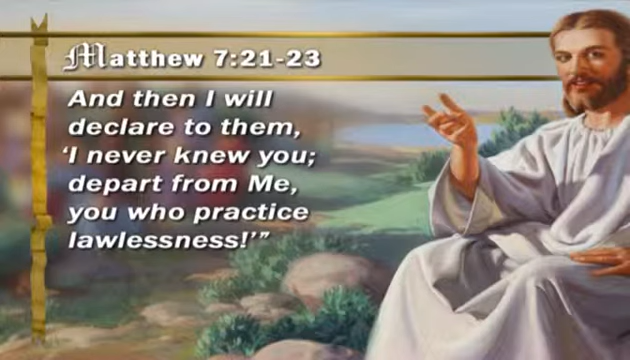 Matthew 7:21-23
And then I will
declare to them,
‘I never knew you;
depart from Me,
you who practice
lawlessness!’”